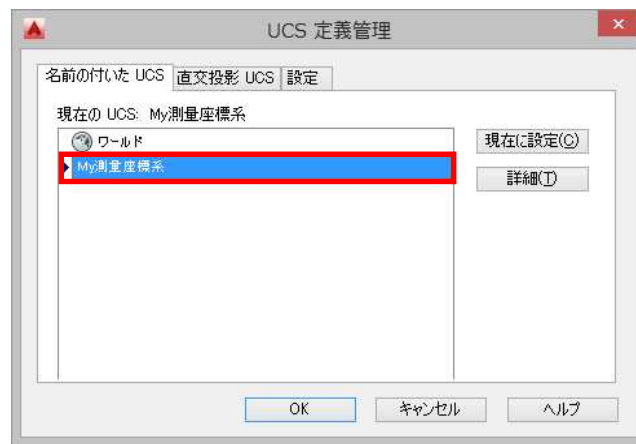 UCS 定義管理
名前の付いた UCS 直交投影 UCS 設定
現在の UCS: My測量座標系
ワールド
My測量座標系
現在に設定(C)
詳細(T)
OK キャンセル ヘルプ